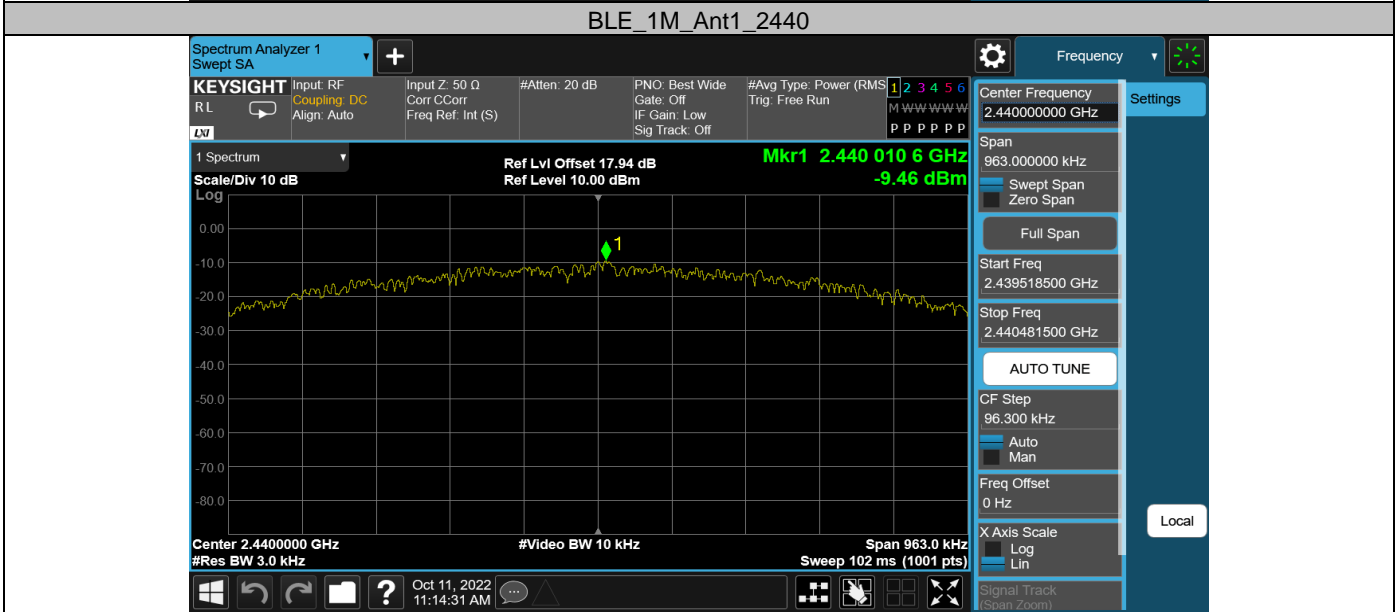 BLE_1M_Ant1_2440
Spectrum Analyzer 1
Swept SA
Frequency
KEYSIGHT
R L
LXI
Input: RF
Coupling: DC
Align: Auto
Input Z: 50 Ω
Corr CCorr
Freq Ref: Int (S)
#Atten: 20 dB
PNO: Best Wide
Gate: Off
IF Gain: Low
Sig Track: Off
#Avg Type: Power (RMS
Trig: Free Run
1 2 3 4 5 6
M W W W W W
P P P P P P
1 Spectrum
Scale/Div 10 dB
Ref Lvl Offset 17.94 dB
Ref Level 10.00 dBm
Mkr1 2.440 010 6 GHz
-9.46 dBm
Log
0.00
-10.0
-20.0
-30.0
-40.0
-50.0
-60.0
-70.0
-80.0
1
Center 2.4400000 GHz
#Res BW 3.0 kHz
#Video BW 10 kHz
Span 963.0 kHz
Sweep 102 ms (1001 pts)
Center Frequency
2.440000000 GHz
Span
963.000000 kHz
Swept Span
Zero Span
Full Span
Start Freq
2.439518500 GHz
Stop Freq
2.440481500 GHz
AUTO TUNE
CF Step
96.300 kHz
Auto
Man
Freq Offset
0 Hz
X Axis Scale
Log
Lin
Signal Track
(Span Zoom)
Settings
Local
?
Oct 11, 2022
11:14:31 AM